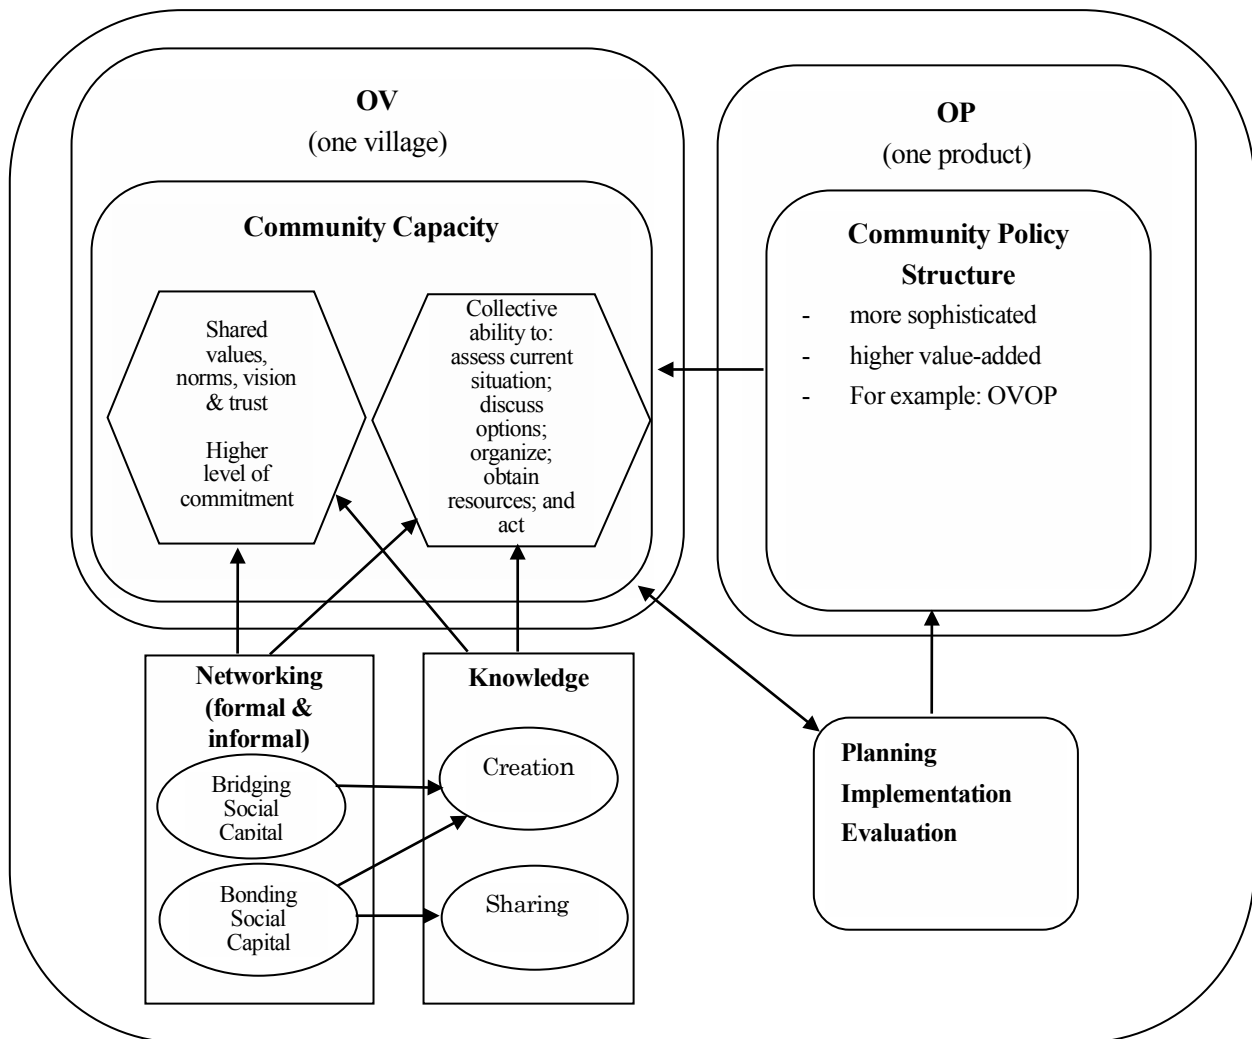 OV
(one village)
Community Capacity
Shared
values,
norms, vision
& trust
Higher
level of
commitment
Collective
ability to:
assess current
situation;
discuss
options;
organize;
obtain
resources; and
act
OP
(one product)
Community Policy
Structure
- more sophisticated
- higher value-added
- For example: OVOP
Networking
(formal &
informal)
Bridging
Social
Capital
Bonding
Social
Capital
Knowledge
Creation
Sharing
Planning
Implementation
Evaluation